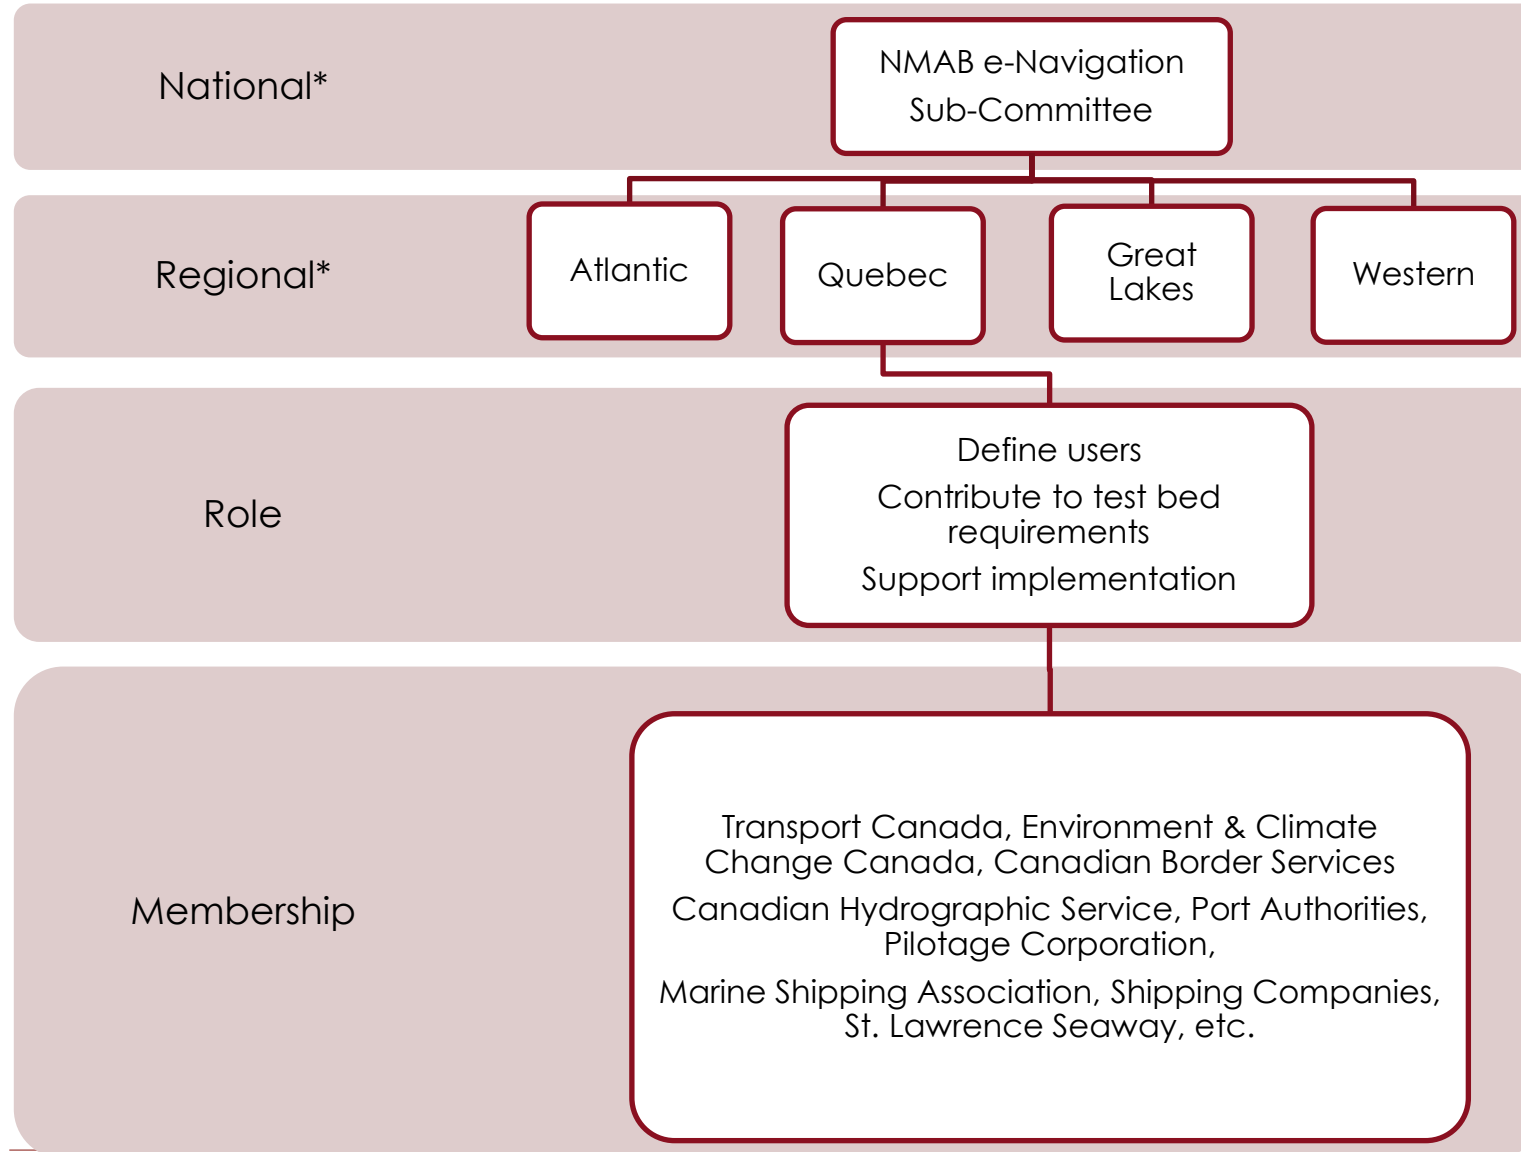 National*
NMAB e-Navigation
Sub-Committee
Regional*
Atlantic
Quebec
Great
Lakes
Western
Role
Define users
Contribute to test bed
requirements
Support implementation
Membership
Transport Canada, Environment & Climate
Change Canada, Canadian Border Services
Canadian Hydrographic Service, Port Authorities,
Pilotage Corporation,
Marine Shipping Association, Shipping Companies,
St. Lawrence Seaway, etc.